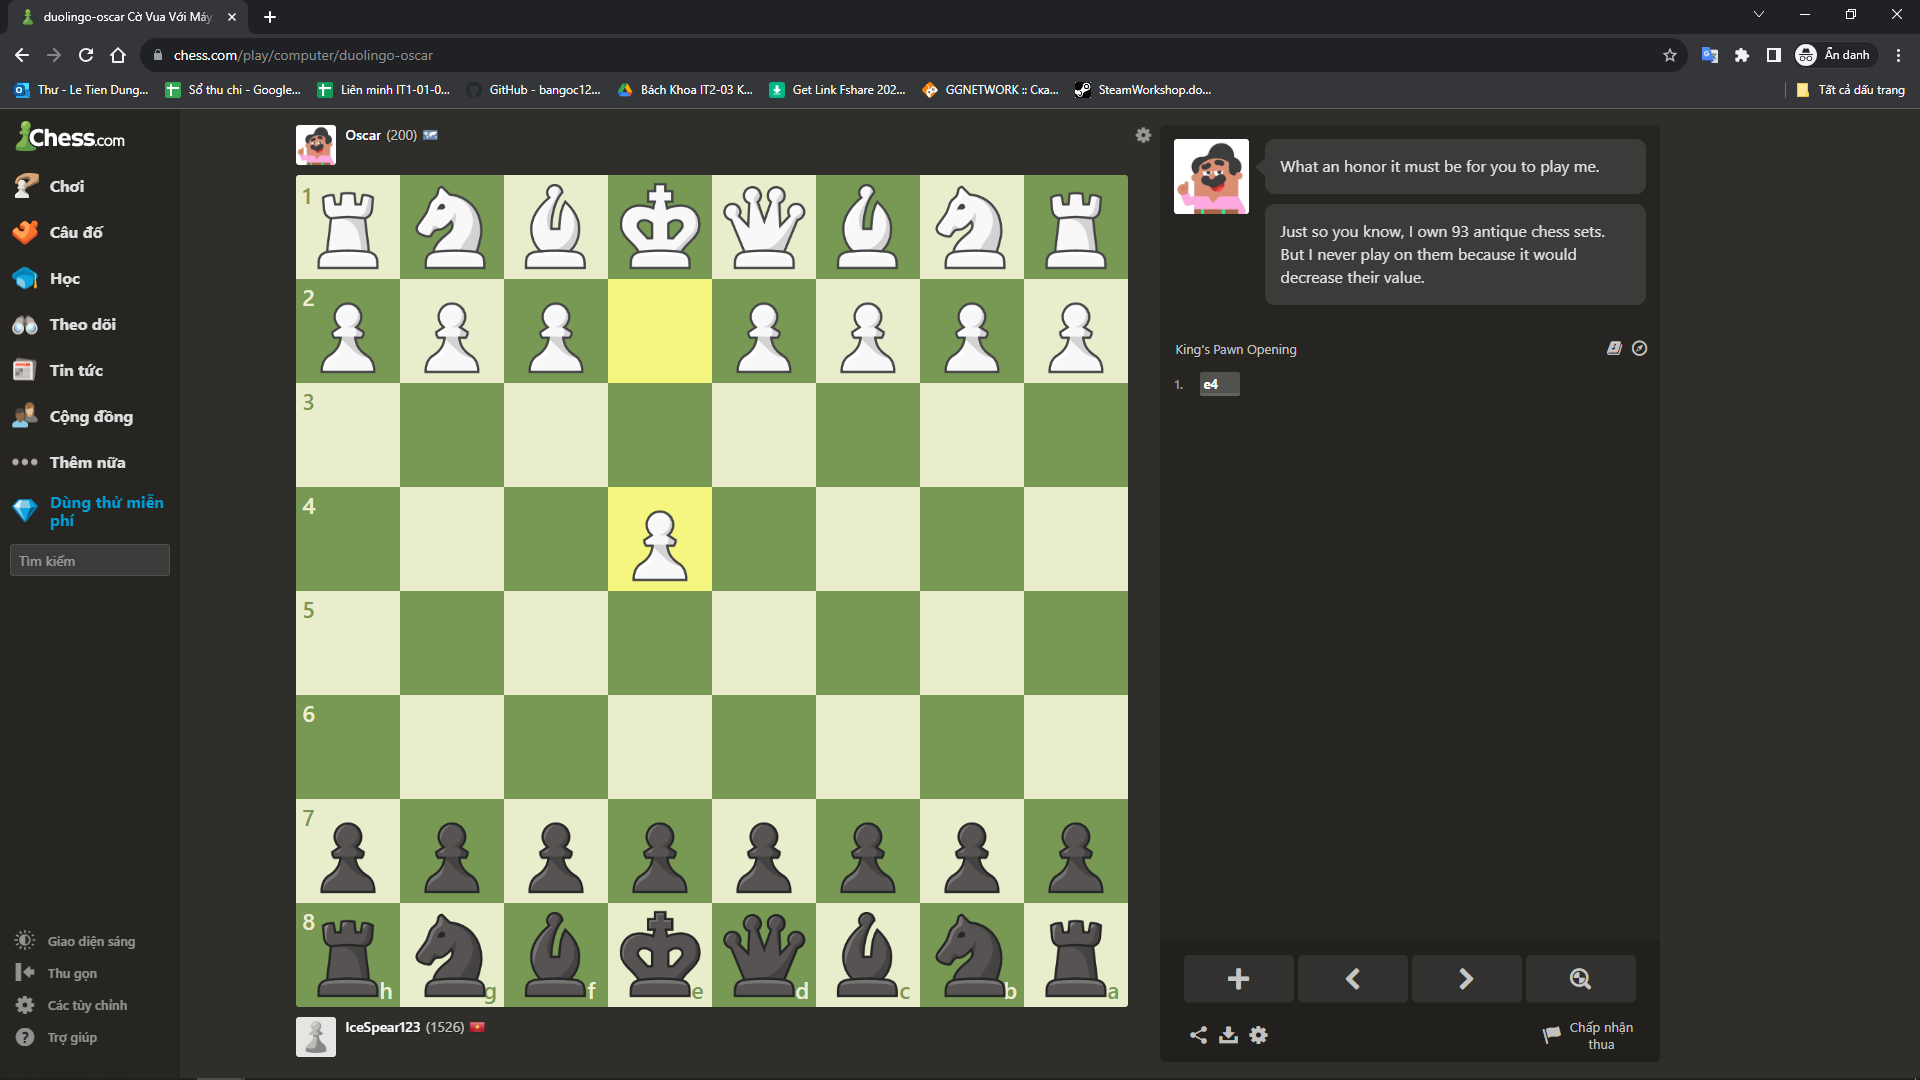 duolingo-oscar Cờ Vua Với Máy
chess.com/play/computer/duolingo-oscar
Ẩn danh
Thư - Le Tien Dung...
Sổ thu chi - Google...
Liên minh IT1-01-0...
GitHub - bangoc12...
Bách Khoa IT2-03 K...
Get Link Fshare 202...
GGNETWORK :: Ска...
SteamWorkshop.do...
Tất cả dấu trang
Chess.com
Chơi
Câu đố
Học
Theo dõi
Tin tức
Cộng đồng
Thêm nữa
Dùng thử miễn
phí
Tìm kiếm
Giao diện sáng
Thu gọn
Các tùy chỉnh
Trợ giúp
Oscar (200)
1
2
3
4
5
6
7
8
h g f e d c b a
IceSpear123 (1526)
What an honor it must be for you to play me.
Just so you know, I own 93 antique chess sets.
But I never play on them because it would
decrease their value.
King's Pawn Opening
1. e4
Chấp nhận
thua